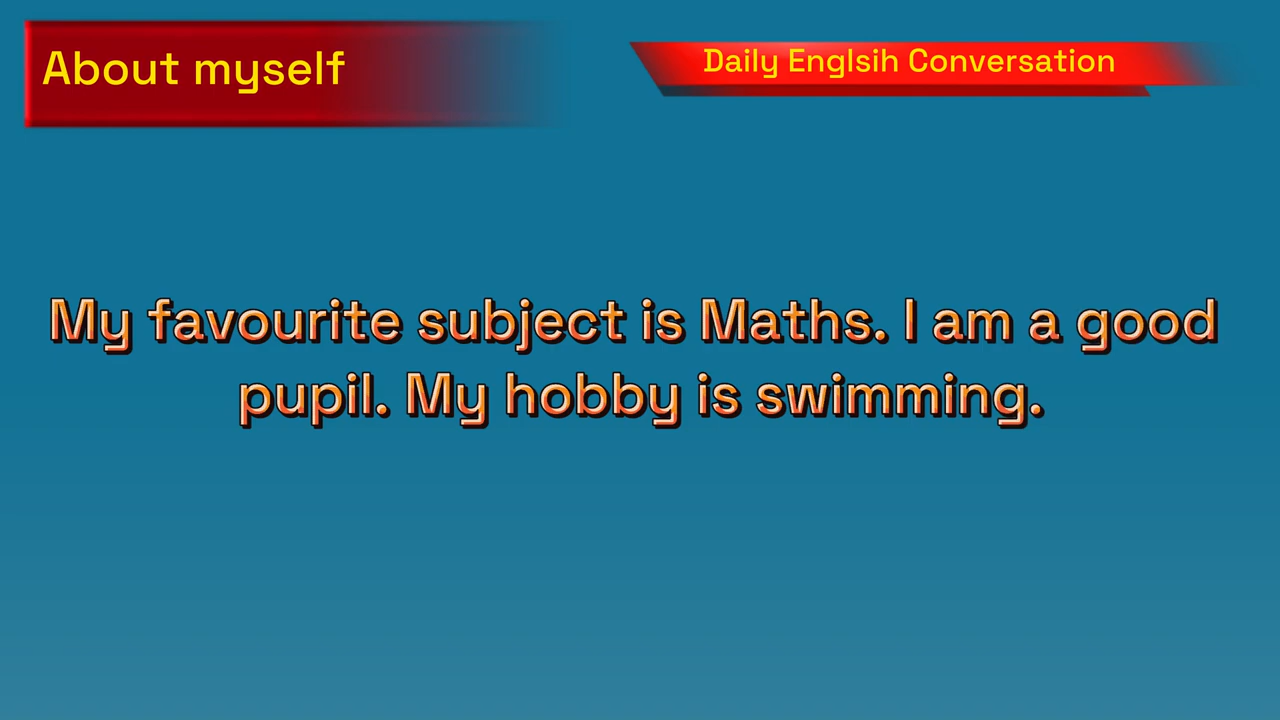 About myself
Daily Englsih Conversation
My favourite subject is Maths. I am a good
pupil. My hobby is swimming.